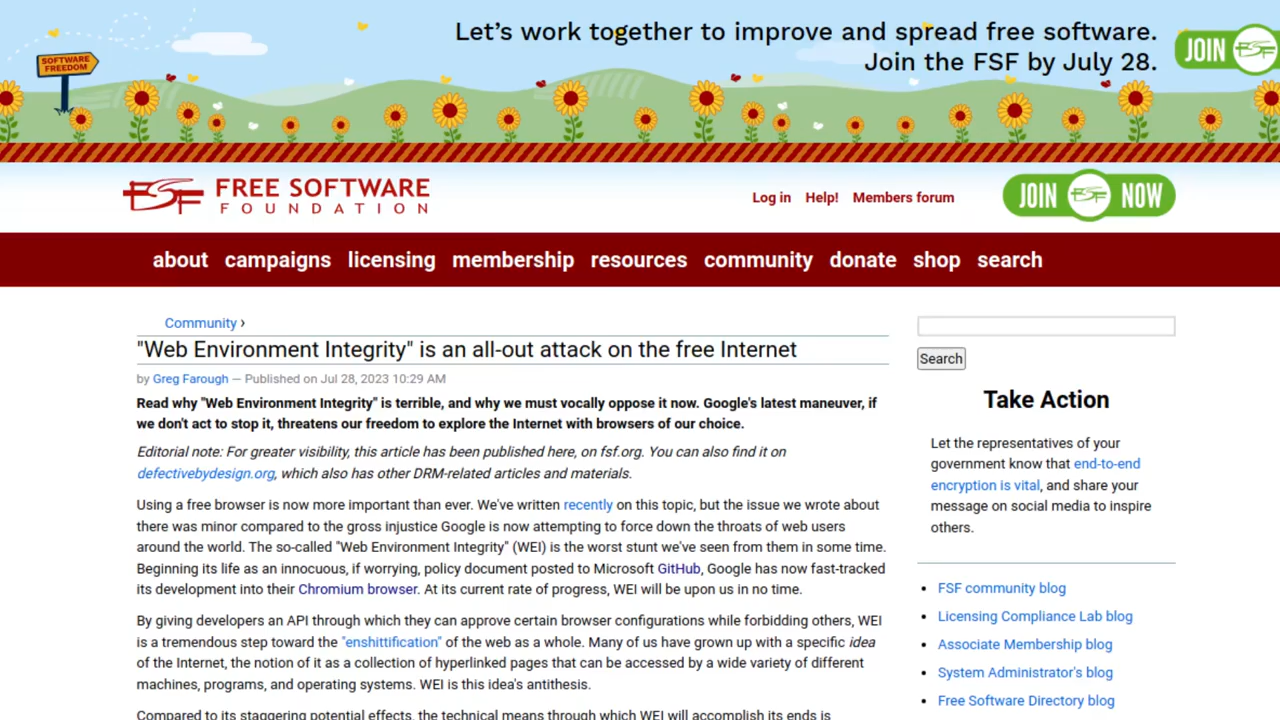 Let's work together to improve and spread free software.
Join the FSF by July 28.
JOIN
SOFTWARE
FREEDOM
FREE SOFTWARE
FOUNDATION
Log in Help! Members forum
JOIN FSF NOW
about campaigns licensing membership resources community donate shop search
Community ›
"Web Environment Integrity" is an all-out attack on the free Internet
by Greg Farough — Published on Jul 28, 2023 10:29 AM
Read why "Web Environment Integrity" is terrible, and why we must vocally oppose it now. Google's latest maneuver, if
we don't act to stop it, threatens our freedom to explore the Internet with browsers of our choice.
Editorial note: For greater visibility, this article has been published here, on fsf.org. You can also find it on
defectivebydesign.org, which also has other DRM-related articles and materials.
Using a free browser is now more important than ever. We've written recently on this topic, but the issue we wrote about
there was minor compared to the gross injustice Google is now attempting to force down the throats of web users
around the world. The so-called "Web Environment Integrity" (WEI) is the worst stunt we've seen from them in some time.
Beginning its life as an innocuous, if worrying, policy document posted to Microsoft GitHub, Google has now fast-tracked
its development into their Chromium browser. At its current rate of progress, WEI will be upon us in no time.
By giving developers an API through which they can approve certain browser configurations while forbidding others, WEI
is a tremendous step toward the "enshittification" of the web as a whole. Many of us have grown up with a specific idea
of the Internet, the notion of it as a collection of hyperlinked pages that can be accessed by a wide variety of different
machines, programs, and operating systems. WEI is this idea's antithesis.
Compared to its staggering potential effects, the technical means through which WEI will accomplish its ends is
Search
Take Action
Let the representatives of your
government know that end-to-end
encryption is vital, and share your
message on social media to inspire
others.
FSF community blog
Licensing Compliance Lab blog
Associate Membership blog
System Administrator's blog
Free Software Directory blog